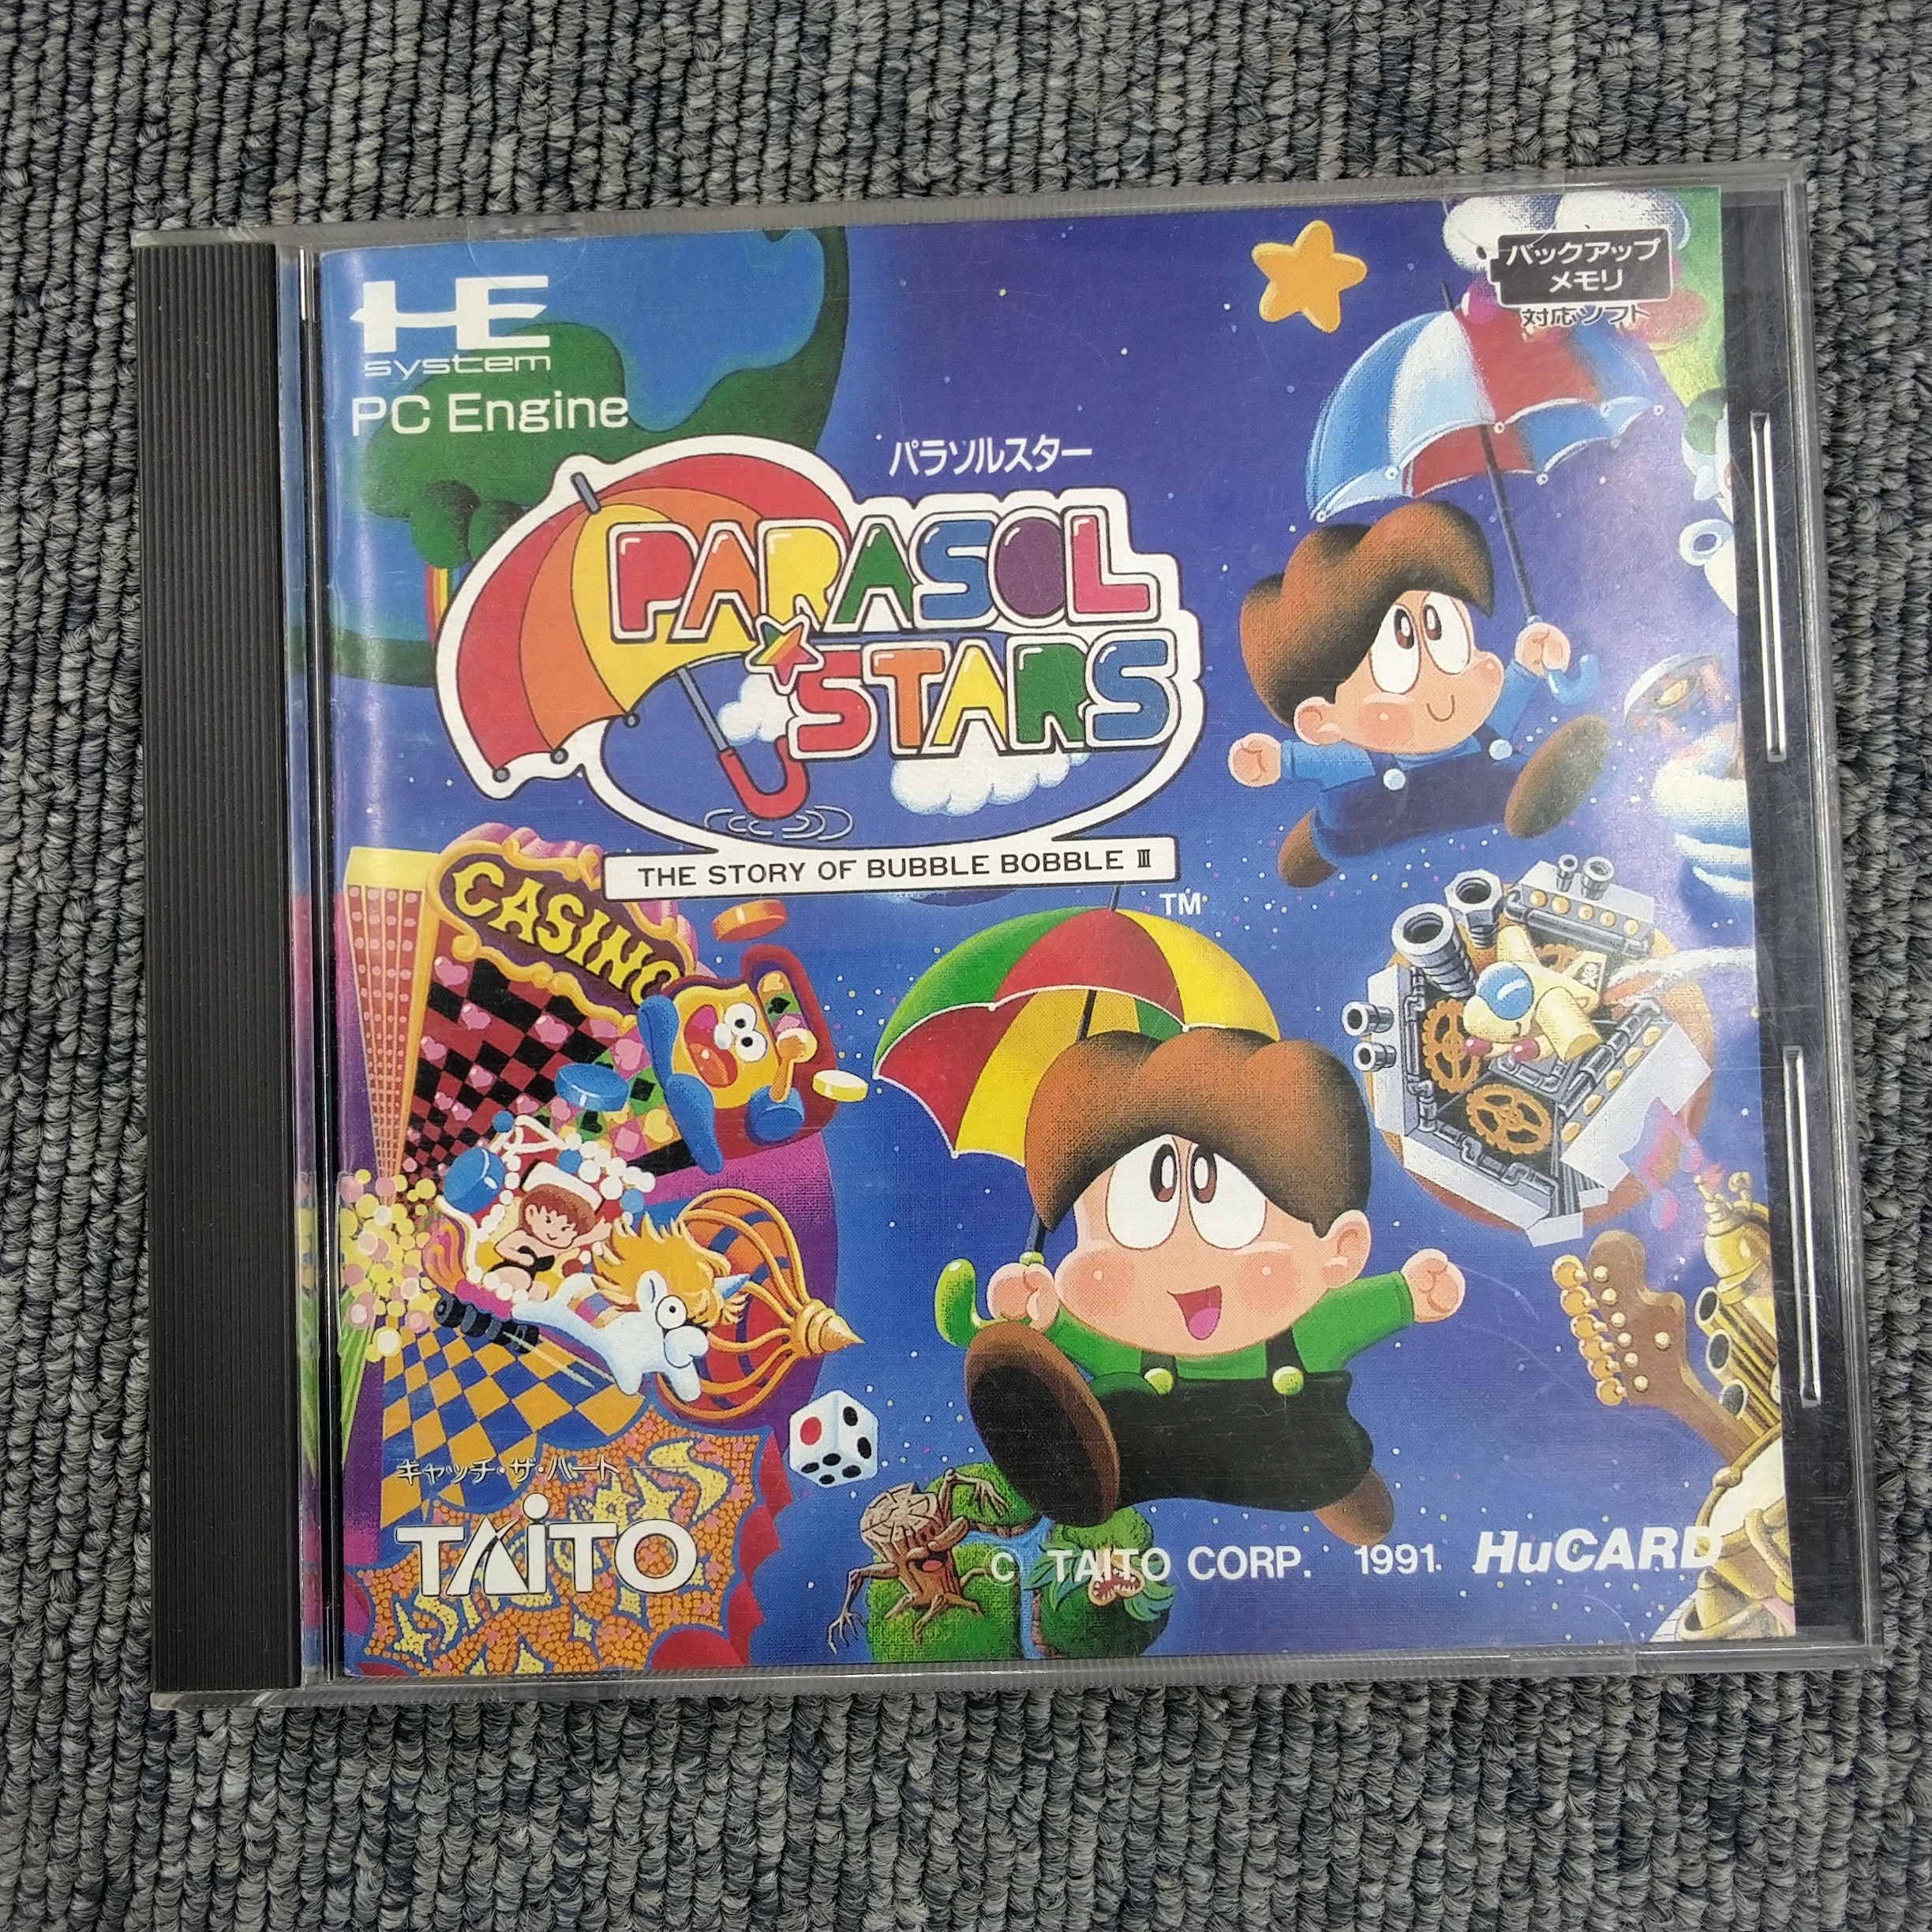 HE
system
PC Engine
バックアップ
メモリ
対応ソフト
パラソルスター
PARASOL
STARS
THE STORY OF BUBBLE BOBBLE III
TM
CASINO
キャッチ・ザ・ハート
TAITO
© TAITO CORP. 1991. HuCARD